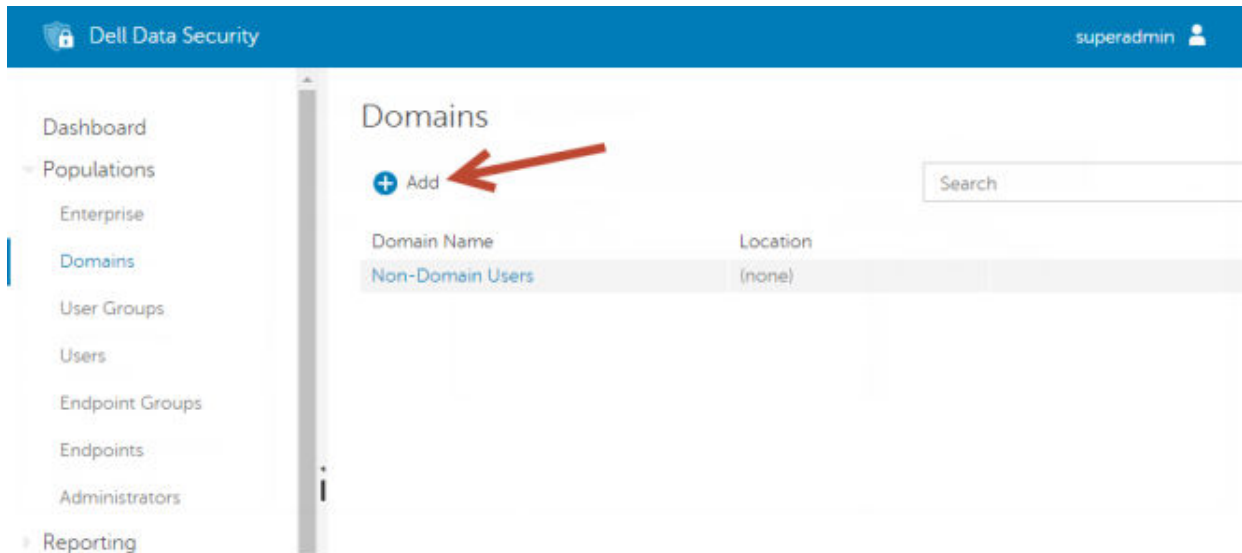 Dell Data Security
superadmin
Dashboard
Populations
Enterprise
Domains
User Groups
Users
Endpoint Groups
Endpoints
Administrators
Reporting
Domains
Add
Search
Domain Name Location
Non-Domain Users (none)